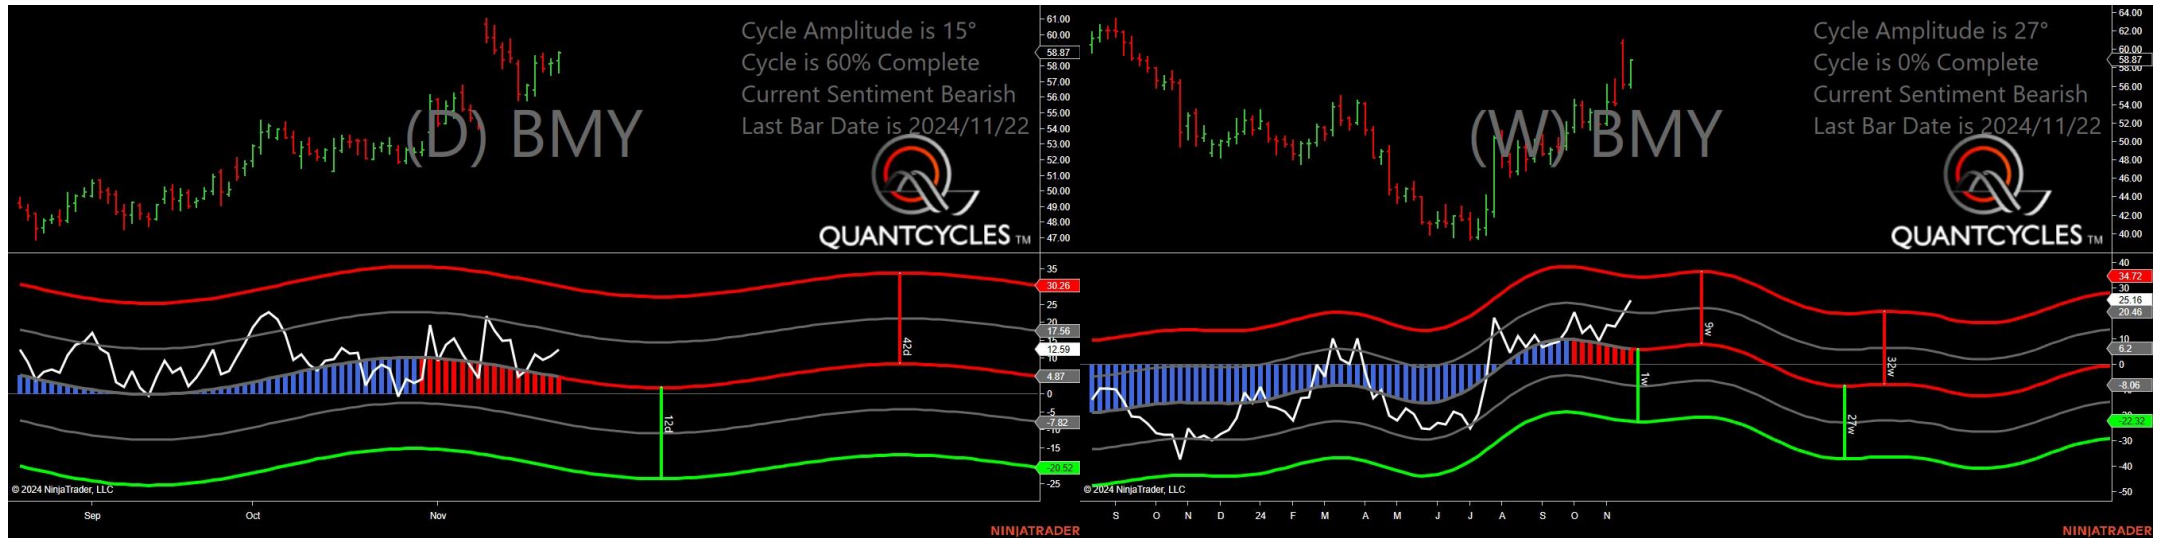 Cycle Amplitude is 15°
Cycle is 60% Complete
Current Sentiment Bearish
Last Bar Date is 2024/11/22
(D) BMY
QUANTCYCLES TM
61.00
60.00
58.87
58.00
57.00
56.00
55.00
54.00
53.00
52.00
51.00
50.00
49.00
48.00
47.00
35
30.26
25
20
17.56
12.59
10
4.87
0
-5
-7.82
-10
-15
-20.52
-25
42d
12d
© 2024 NinjaTrader, LLC
Sep
Oct
Nov
NINJATRADER
Cycle Amplitude is 27°
Cycle is 0% Complete
Current Sentiment Bearish
Last Bar Date is 2024/11/22
(W) BMY
QUANTCYCLES TM
64.00
62.00
60.00
58.87
58.00
56.00
54.00
52.00
50.00
48.00
46.00
44.00
42.00
40.00
40
34.72
30
25.16
20.46
10
6.2
0
-8.06
-22.32
-30
-40
-50
9w
1w
32w
27w
© 2024 NinjaTrader, LLC
S O N D 24 F M A M J J A S O N
NINJATRADER